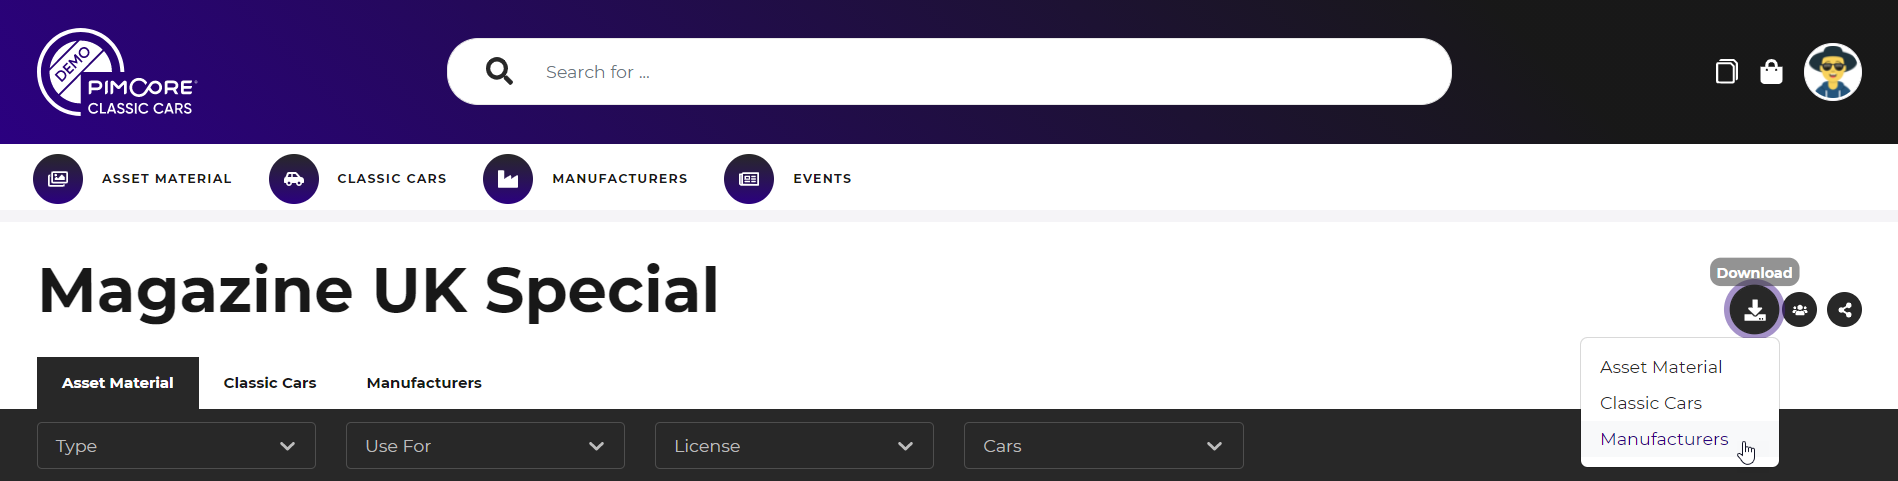 DEMO
PIMCORE®
CLASSIC CARS
Search for ...
ASSET MATERIAL
CLASSIC CARS
MANUFACTURERS
EVENTS
Magazine UK Special
Download
Asset Material
Classic Cars
Manufacturers
Asset Material
Classic Cars
Manufacturers
Type
Use For
License
Cars